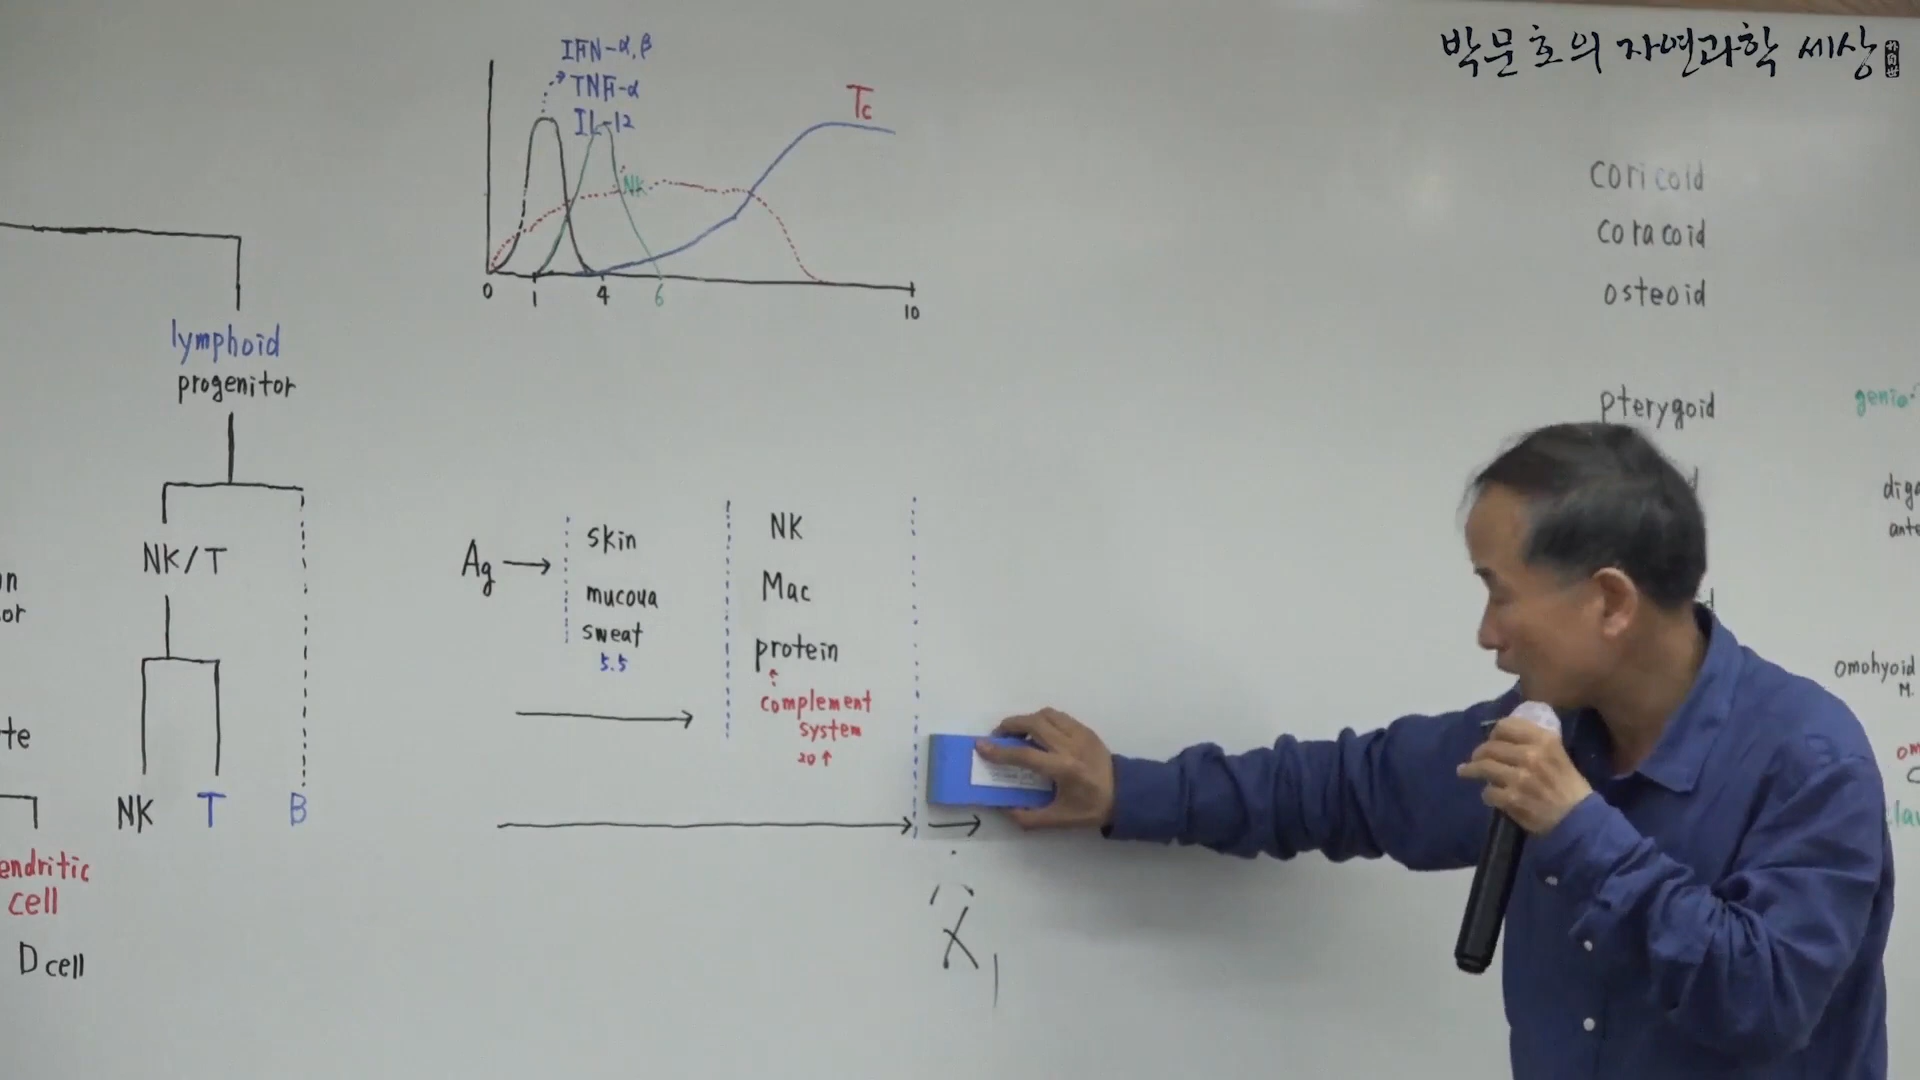 박문호의 자연과학 세상
IFN-α,β
TNF-α
IL-12
Tc
NK
0 1 4 6 10
lymphoid
progenitor
NK/T
NK T B
endritic
cell
D cell
Ag
skin
mucoua
sweat
5.5
NK
Mac
protein
complement
system
20↑
coricoid
coracoid
osteoid
pterygoid
genio-
omohyoid
M.